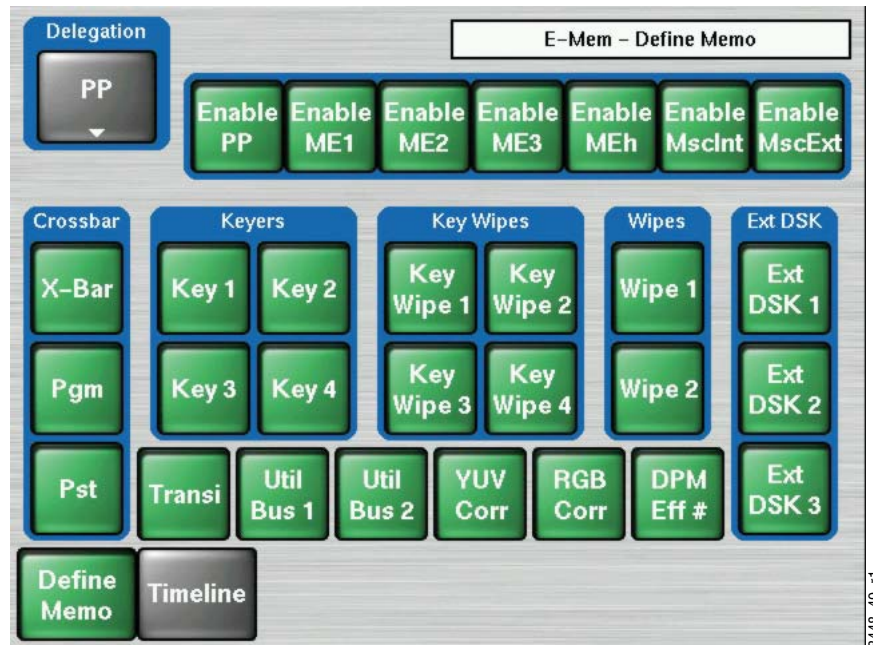 Delegation
E-Mem - Define Memo
PP
Enable PP
Enable ME1
Enable ME2
Enable ME3
Enable MEh
Enable MscInt
Enable MscExt
Crossbar
Keyers
Key Wipes
Wipes
Ext DSK
X-Bar
Key 1
Key 2
Key Wipe 1
Key Wipe 2
Wipe 1
Ext DSK 1
Pgm
Key 3
Key 4
Key Wipe 3
Key Wipe 4
Wipe 2
Ext DSK 2
Pst
Transi
Util Bus 1
Util Bus 2
YUV Corr
RGB Corr
DPM Eff #
Ext DSK 3
Define Memo
Timeline